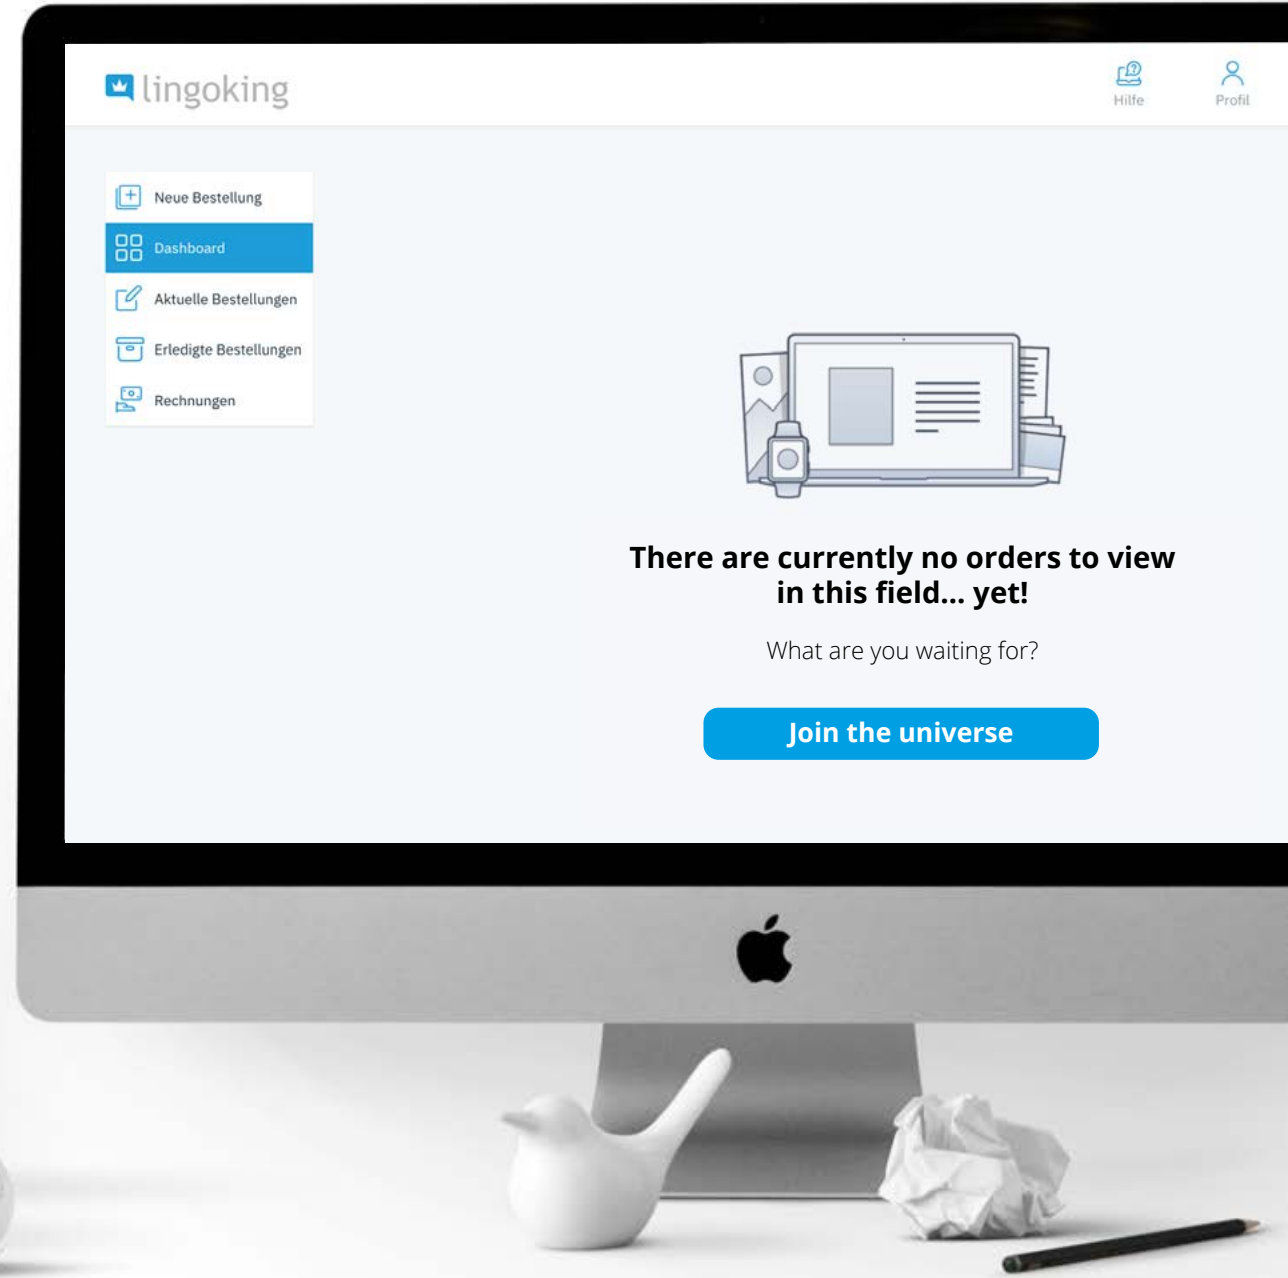 lingoking
Hilfe
Profil
Neue Bestellung
Dashboard
Aktuelle Bestellungen
Erledigte Bestellungen
Rechnungen
There are currently no orders to view
in this field... yet!
What are you waiting for?
Join the universe